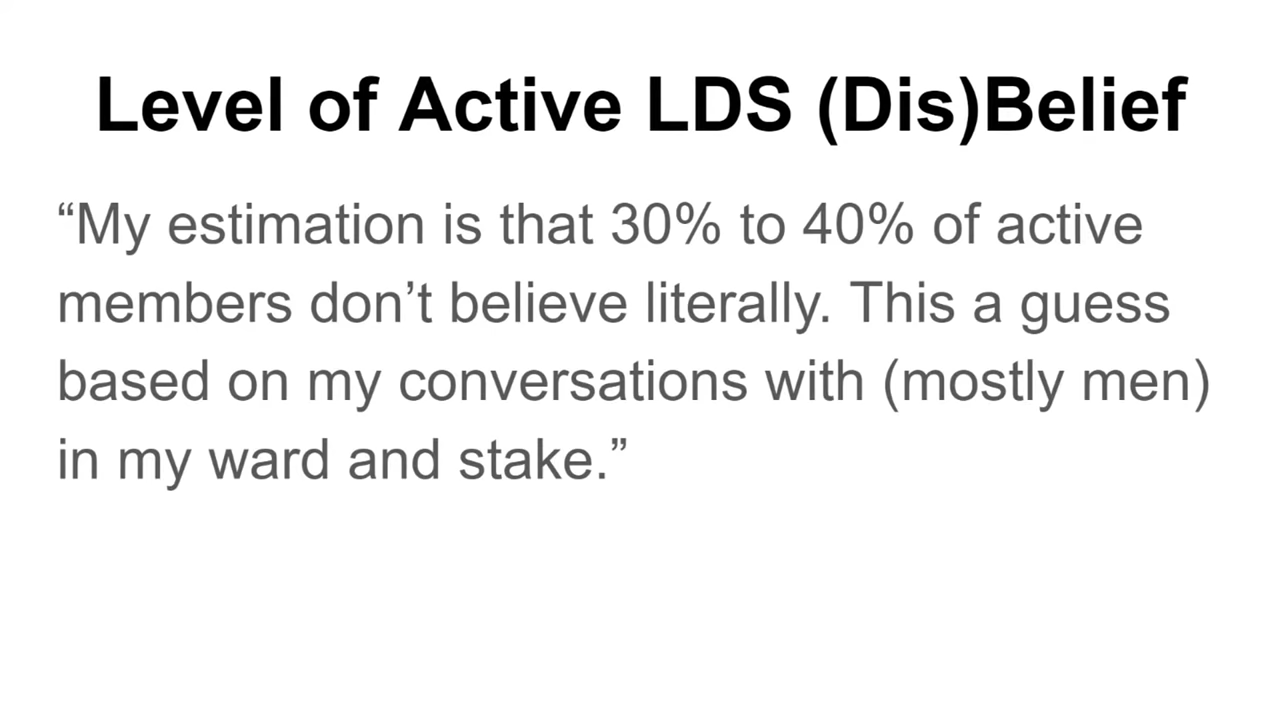 Level of Active LDS (Dis)Belief
“My estimation is that 30% to 40% of active
members don’t believe literally. This a guess
based on my conversations with (mostly men)
in my ward and stake.”